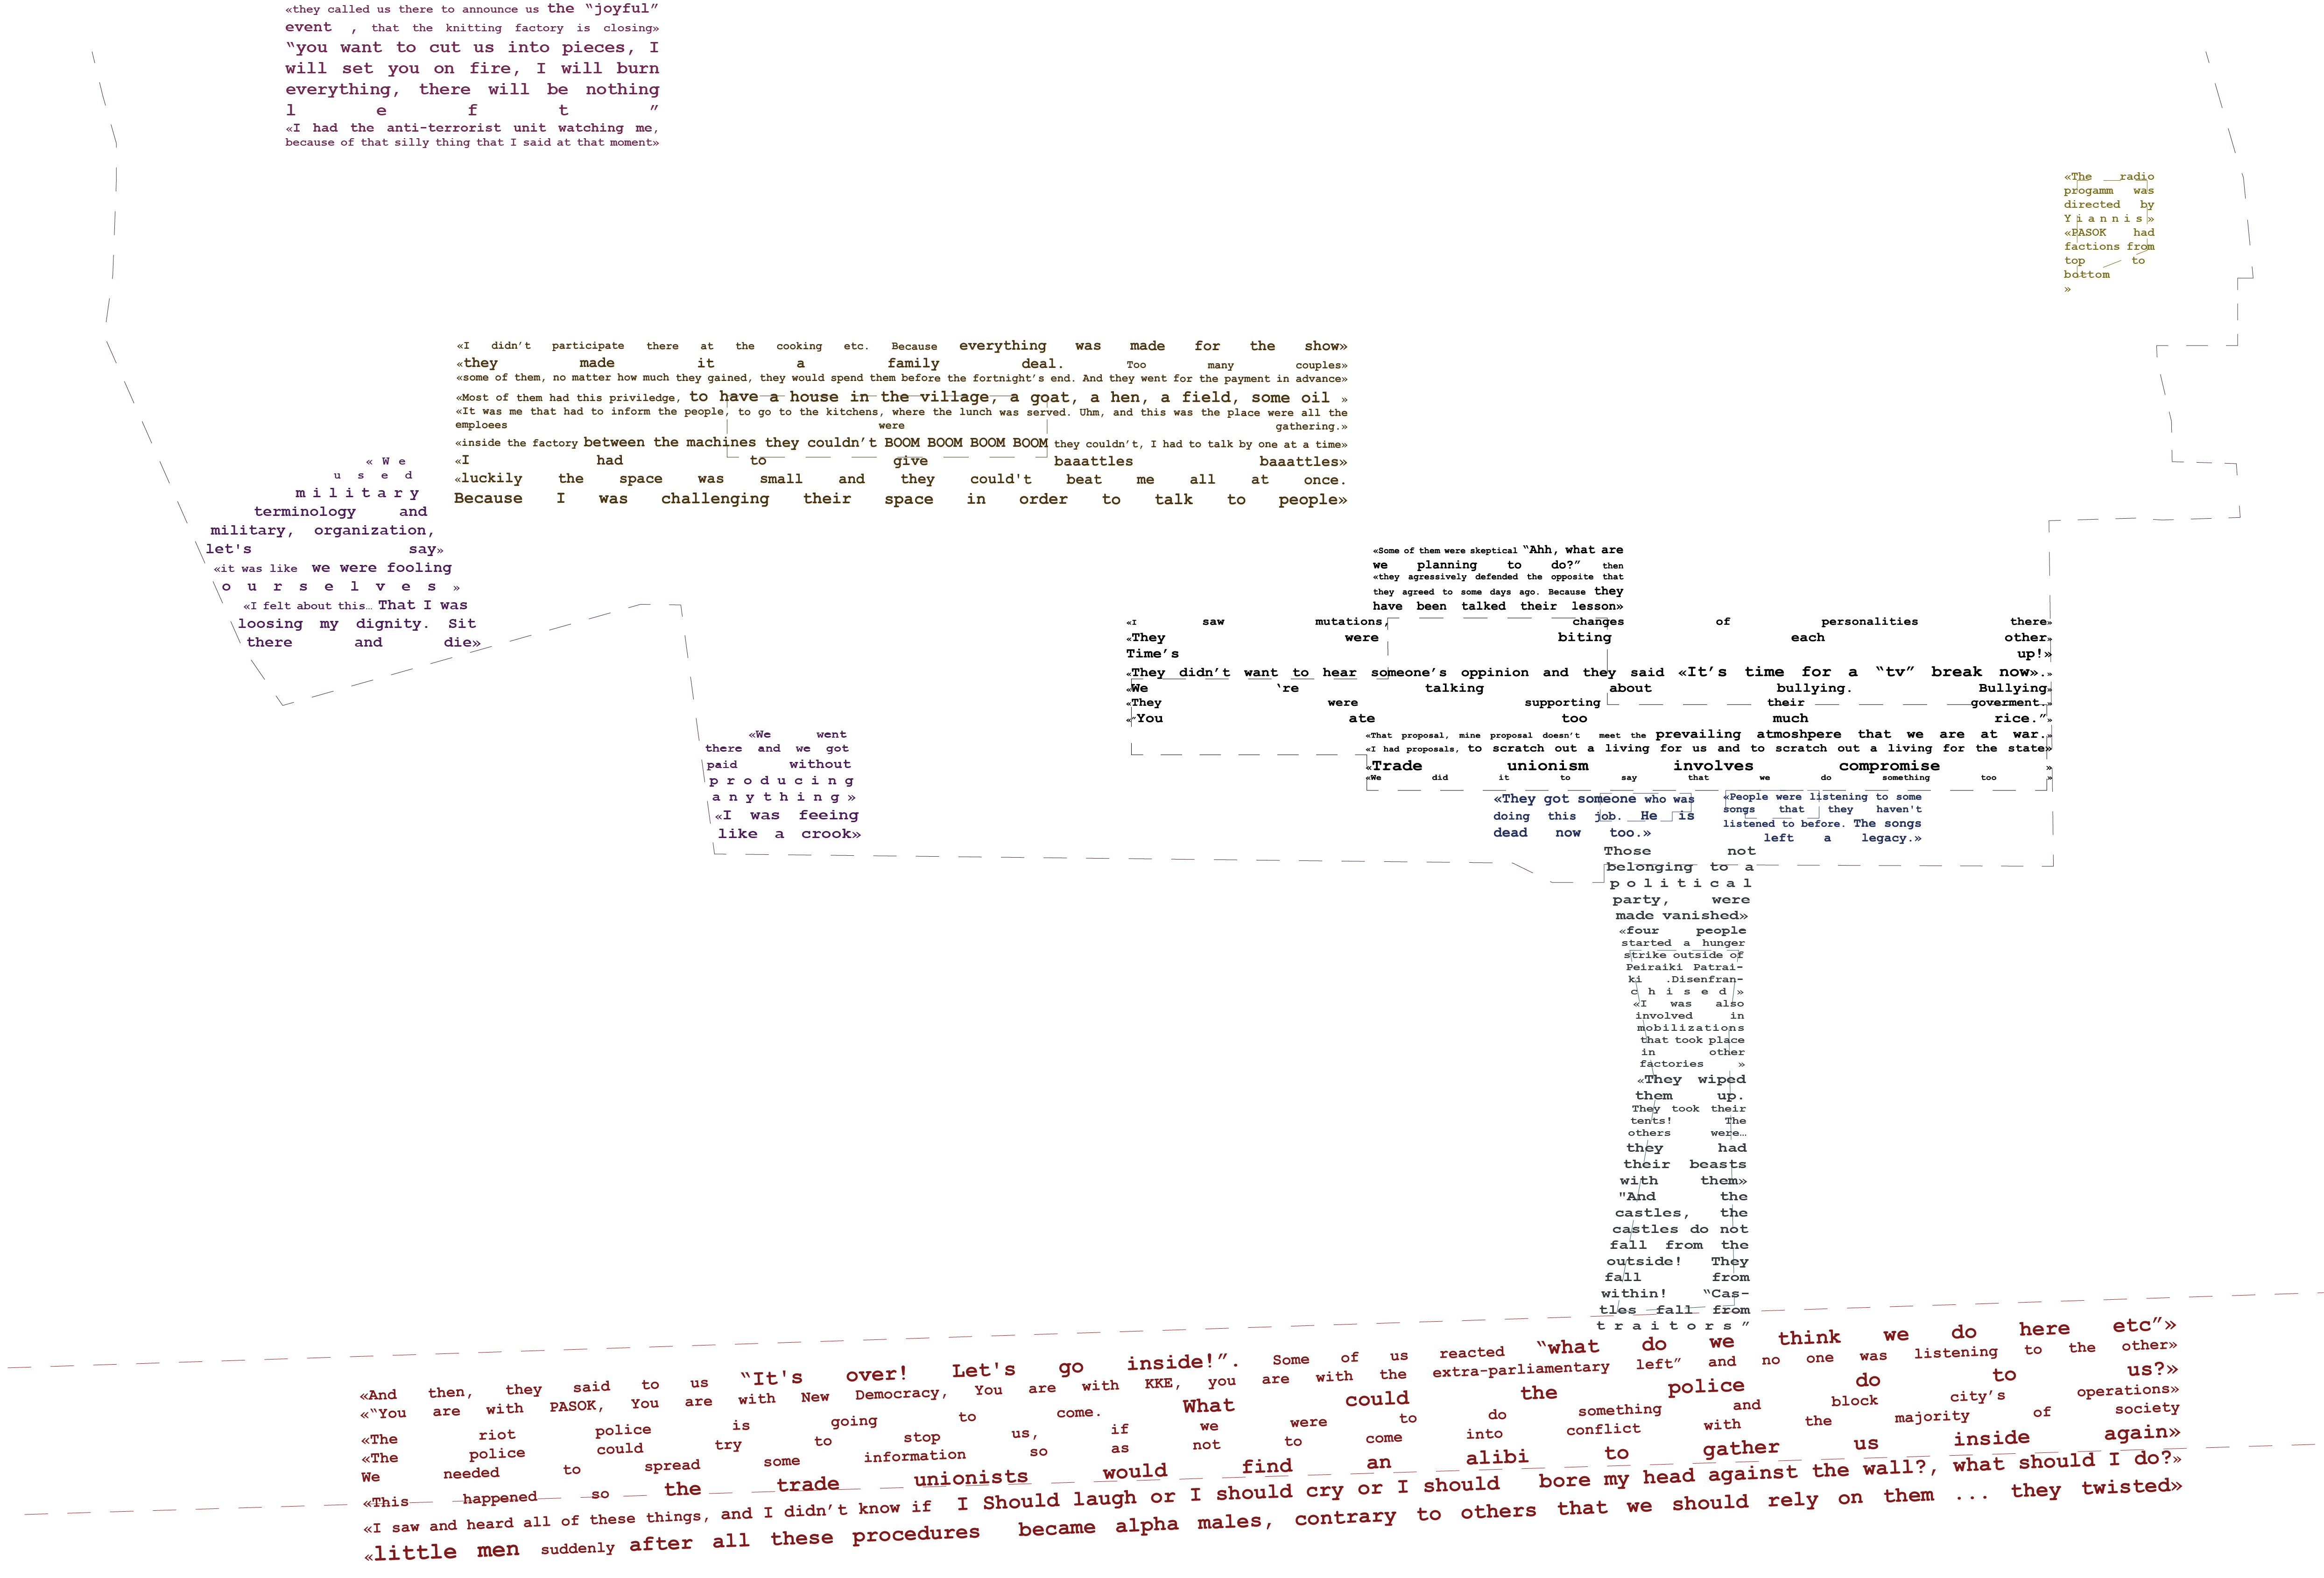 «they called us there to announce us the “joyful”
event , that the knitting factory is closing»
“you want to cut us into pieces, I
will set you on fire, I will burn
everything, there will be nothing
l e f t ”
«I had the anti-terrorist unit watching me,
because of that silly thing that I said at that moment»
«The radio
progamm was
directed by
Yiannis»
«PASOK had
factions from
top to
bottom
»
«I didn’t participate there at the cooking etc. Because everything was made for the show»
«they made it a family deal. Too many couples»
«some of them, no matter how much they gained, they would spend them before the fortnight’s end. And they went for the payment in advance»
«Most of them had this priviledge, to have a house in the village, a goat, a hen, a field, some oil »
«It was me that had to inform the people, to go to the kitchens, where the lunch was served. Uhm, and this was the place were all the
emploees were gathering.»
«inside the factory between the machines they couldn’t BOOM BOOM BOOM BOOM they couldn’t, I had to talk by one at a time»
«I had to give baaattles baaattles»
«luckily the space was small and they could't beat me all at once.
Because I was challenging their space in order to talk to people»
« W e
u s e d
m i l i t a r y
terminology and
military, organization,
let's say»
«it was like we were fooling
o u r s e l v e s »
«I felt about this… That I was
loosing my dignity. Sit
there and die»
«Some of them were skeptical “Ahh, what are
we planning to do?” then
«they agressively defended the opposite that
they agreed to some days ago. Because they
have been talked their lesson»
«I saw mutations, changes of personalities there»
«They were biting each other»
Time’s up!»
«They didn’t want to hear someone’s oppinion and they said «It’s time for a “tv” break now».»
«We ‘re talking about bullying. Bullying»
«They were supporting their goverment.»
«“You ate too much rice.”»
«That proposal, mine proposal doesn’t meet the prevailing atmoshpere that we are at war.»
«I had proposals, to scratch out a living for us and to scratch out a living for the state»
«Trade unionism involves compromise »
«We did it to say that we do something too »
«We went
there and we got
paid without
p r o d u c i n g
a n y t h i n g »
«I was feeing
like a crook»
«They got someone who was
doing this job. He is
dead now too.»
«People were listening to some
songs that they haven't
listened to before. The songs
left a legacy.»
Those not
belonging to a
p o l i t i c a l
party, were
made vanished»
«four people
started a hunger
strike outside of
Peiraiki Patrai-
ki .Disenfran-
c h i s e d »
«I was also
involved in
mobilizations
that took place
in other
factories »
«They wiped
them up.
They took their
tents! The
others were…
they had
their beasts
with them»
"And the
castles, the
castles do not
fall from the
outside! They
fall from
within! “Cas-
tles fall from
t r a i t o r s ”
«And then, they said to us “It's over! Let's go inside!”. Some of us reacted “what do we think we do here etc”»
«“You are with PASOK, You are with New Democracy, You are with KKE, you are with the extra-parliamentary left” and no one was listening to the other»
«The riot police is going to come. What could the police do to us?»
«The police could try to stop us, if we were to do something and block city’s operations»
We needed to spread some information so as not to come into conflict with the majority of society
«This happened so the trade unionists would find an alibi to gather us inside again»
«I saw and heard all of these things, and I didn’t know if I Should laugh or I should cry or I should bore my head against the wall?, what should I do?»
«little men suddenly after all these procedures became alpha males, contrary to others that we should rely on them ... they twisted»